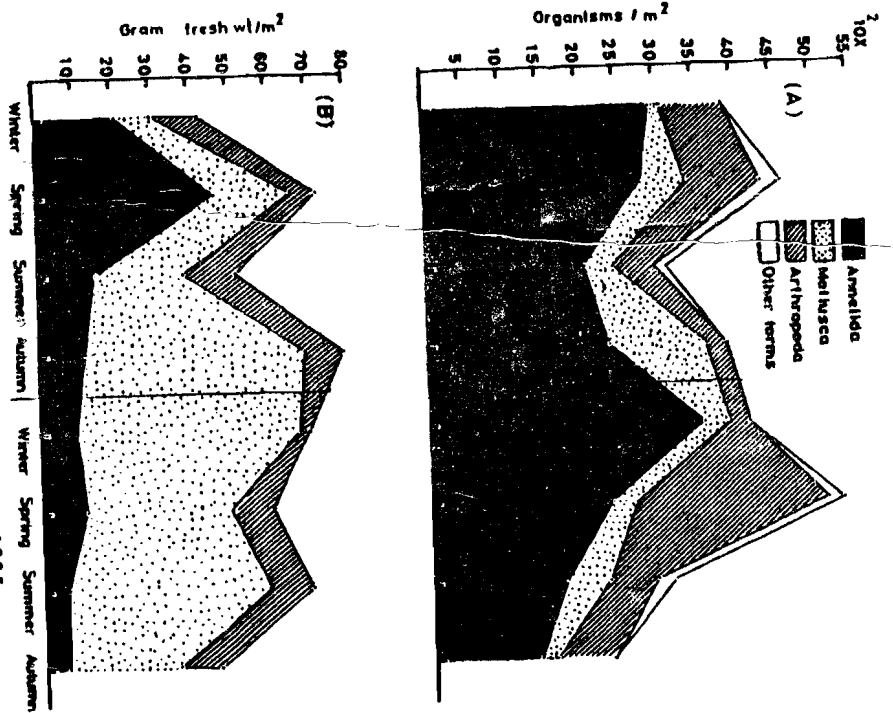 Organisms / m²
10X²
55
50
45
40
35
30
25
20
15
10
5
(A)
Annelida
Mollusca
Arthropoda
Other forms
Gram fresh wt/m²
80
70
60
50
40
30
20
10
(B)
Winter Spring Summer Autumn Winter Spring Summer Autumn